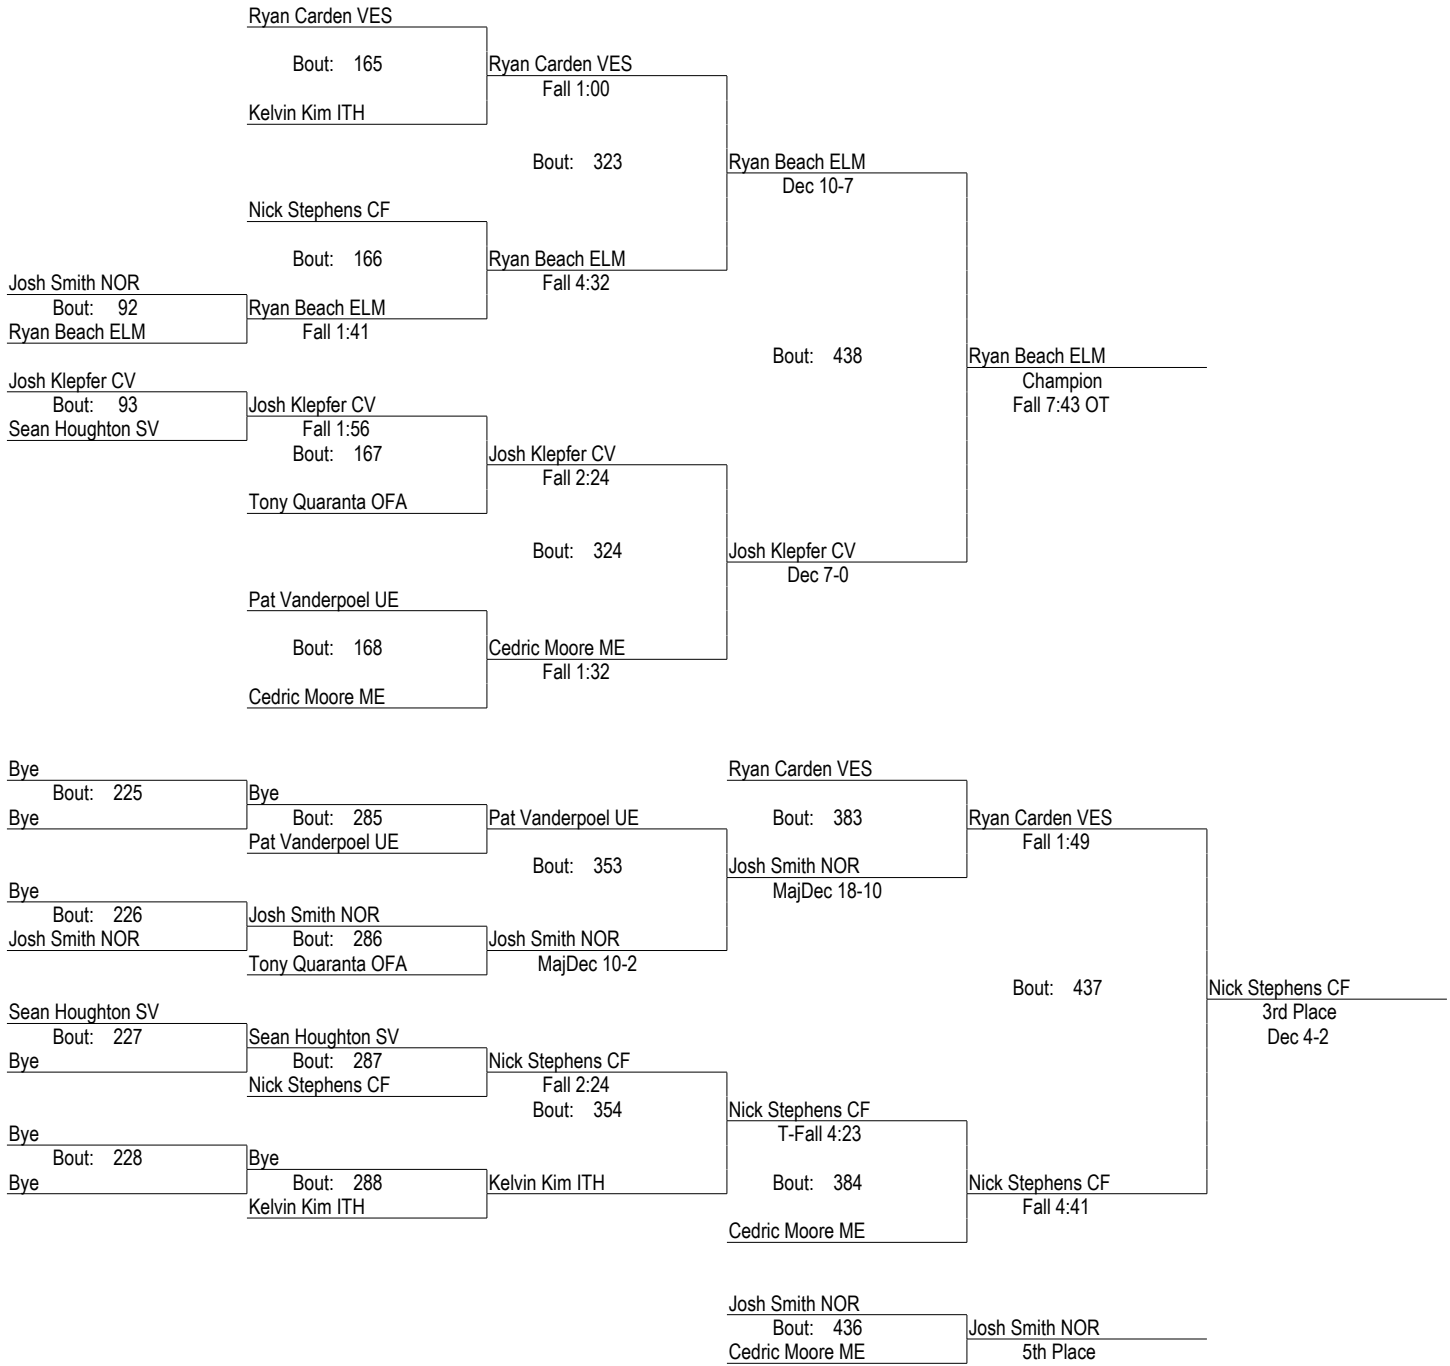 Ryan Carden VES
Bout: 165
Ryan Carden VES
Fall 1:00
Kelvin Kim ITH
Bout: 323
Ryan Beach ELM
Dec 10-7
Nick Stephens CF
Bout: 166
Ryan Beach ELM
Fall 4:32
Josh Smith NOR
Bout: 92
Ryan Beach ELM
Ryan Beach ELM
Fall 1:41
Bout: 438
Ryan Beach ELM
Champion
Fall 7:43 OT
Josh Klepfer CV
Bout: 93
Sean Houghton SV
Josh Klepfer CV
Fall 1:56
Bout: 167
Josh Klepfer CV
Fall 2:24
Tony Quaranta OFA
Bout: 324
Josh Klepfer CV
Dec 7-0
Pat Vanderpoel UE
Bout: 168
Cedric Moore ME
Fall 1:32
Cedric Moore ME
Bye
Bout: 225
Bye
Bye
Bout: 285
Pat Vanderpoel UE
Pat Vanderpoel UE
Bout: 353
Ryan Carden VES
Bout: 383
Ryan Carden VES
Fall 1:49
Josh Smith NOR
MajDec 18-10
Bye
Bout: 226
Josh Smith NOR
Josh Smith NOR
Bout: 286
Tony Quaranta OFA
Josh Smith NOR
MajDec 10-2
Bout: 437
Nick Stephens CF
3rd Place
Dec 4-2
Sean Houghton SV
Bout: 227
Bye
Sean Houghton SV
Bout: 287
Nick Stephens CF
Nick Stephens CF
Fall 2:24
Bout: 354
Nick Stephens CF
T-Fall 4:23
Bye
Bout: 228
Bye
Bye
Bout: 288
Kelvin Kim ITH
Kelvin Kim ITH
Bout: 384
Nick Stephens CF
Fall 4:41
Cedric Moore ME
Josh Smith NOR
Bout: 436
Cedric Moore ME
Josh Smith NOR
5th Place